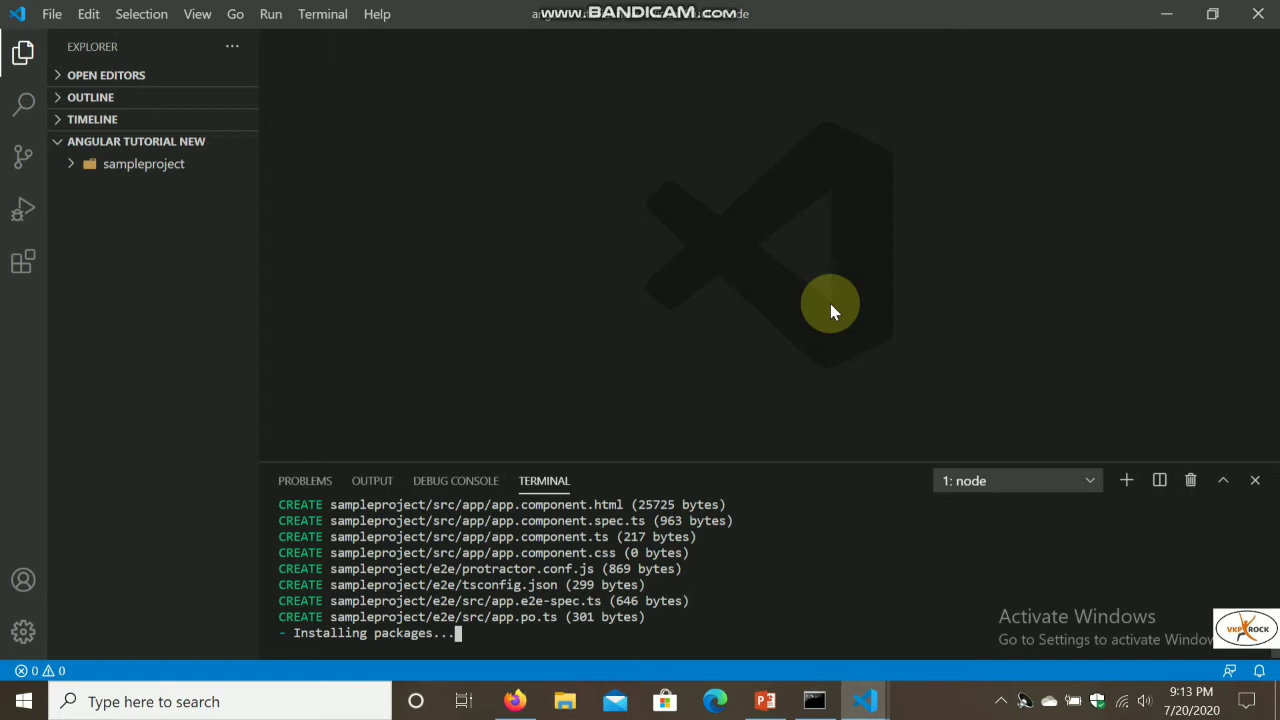 File Edit Selection View Go Run Terminal Help
www.BANDICAM.com
EXPLORER
OPEN EDITORS
OUTLINE
TIMELINE
ANGULAR TUTORIAL NEW
sampleproject
PROBLEMS OUTPUT DEBUG CONSOLE TERMINAL 1: node
CREATE sampleproject/src/app/app.component.html (25725 bytes)
CREATE sampleproject/src/app/app.component.spec.ts (963 bytes)
CREATE sampleproject/src/app/app.component.ts (217 bytes)
CREATE sampleproject/src/app/app.component.css (0 bytes)
CREATE sampleproject/e2e/protractor.conf.js (869 bytes)
CREATE sampleproject/e2e/tsconfig.json (299 bytes)
CREATE sampleproject/e2e/src/app.e2e-spec.ts (646 bytes)
CREATE sampleproject/e2e/src/app.po.ts (301 bytes)
- Installing packages...
Activate Windows
Go to Settings to activate
VKP ROCK
0 0
Type here to search
9:13 PM
7/20/2020